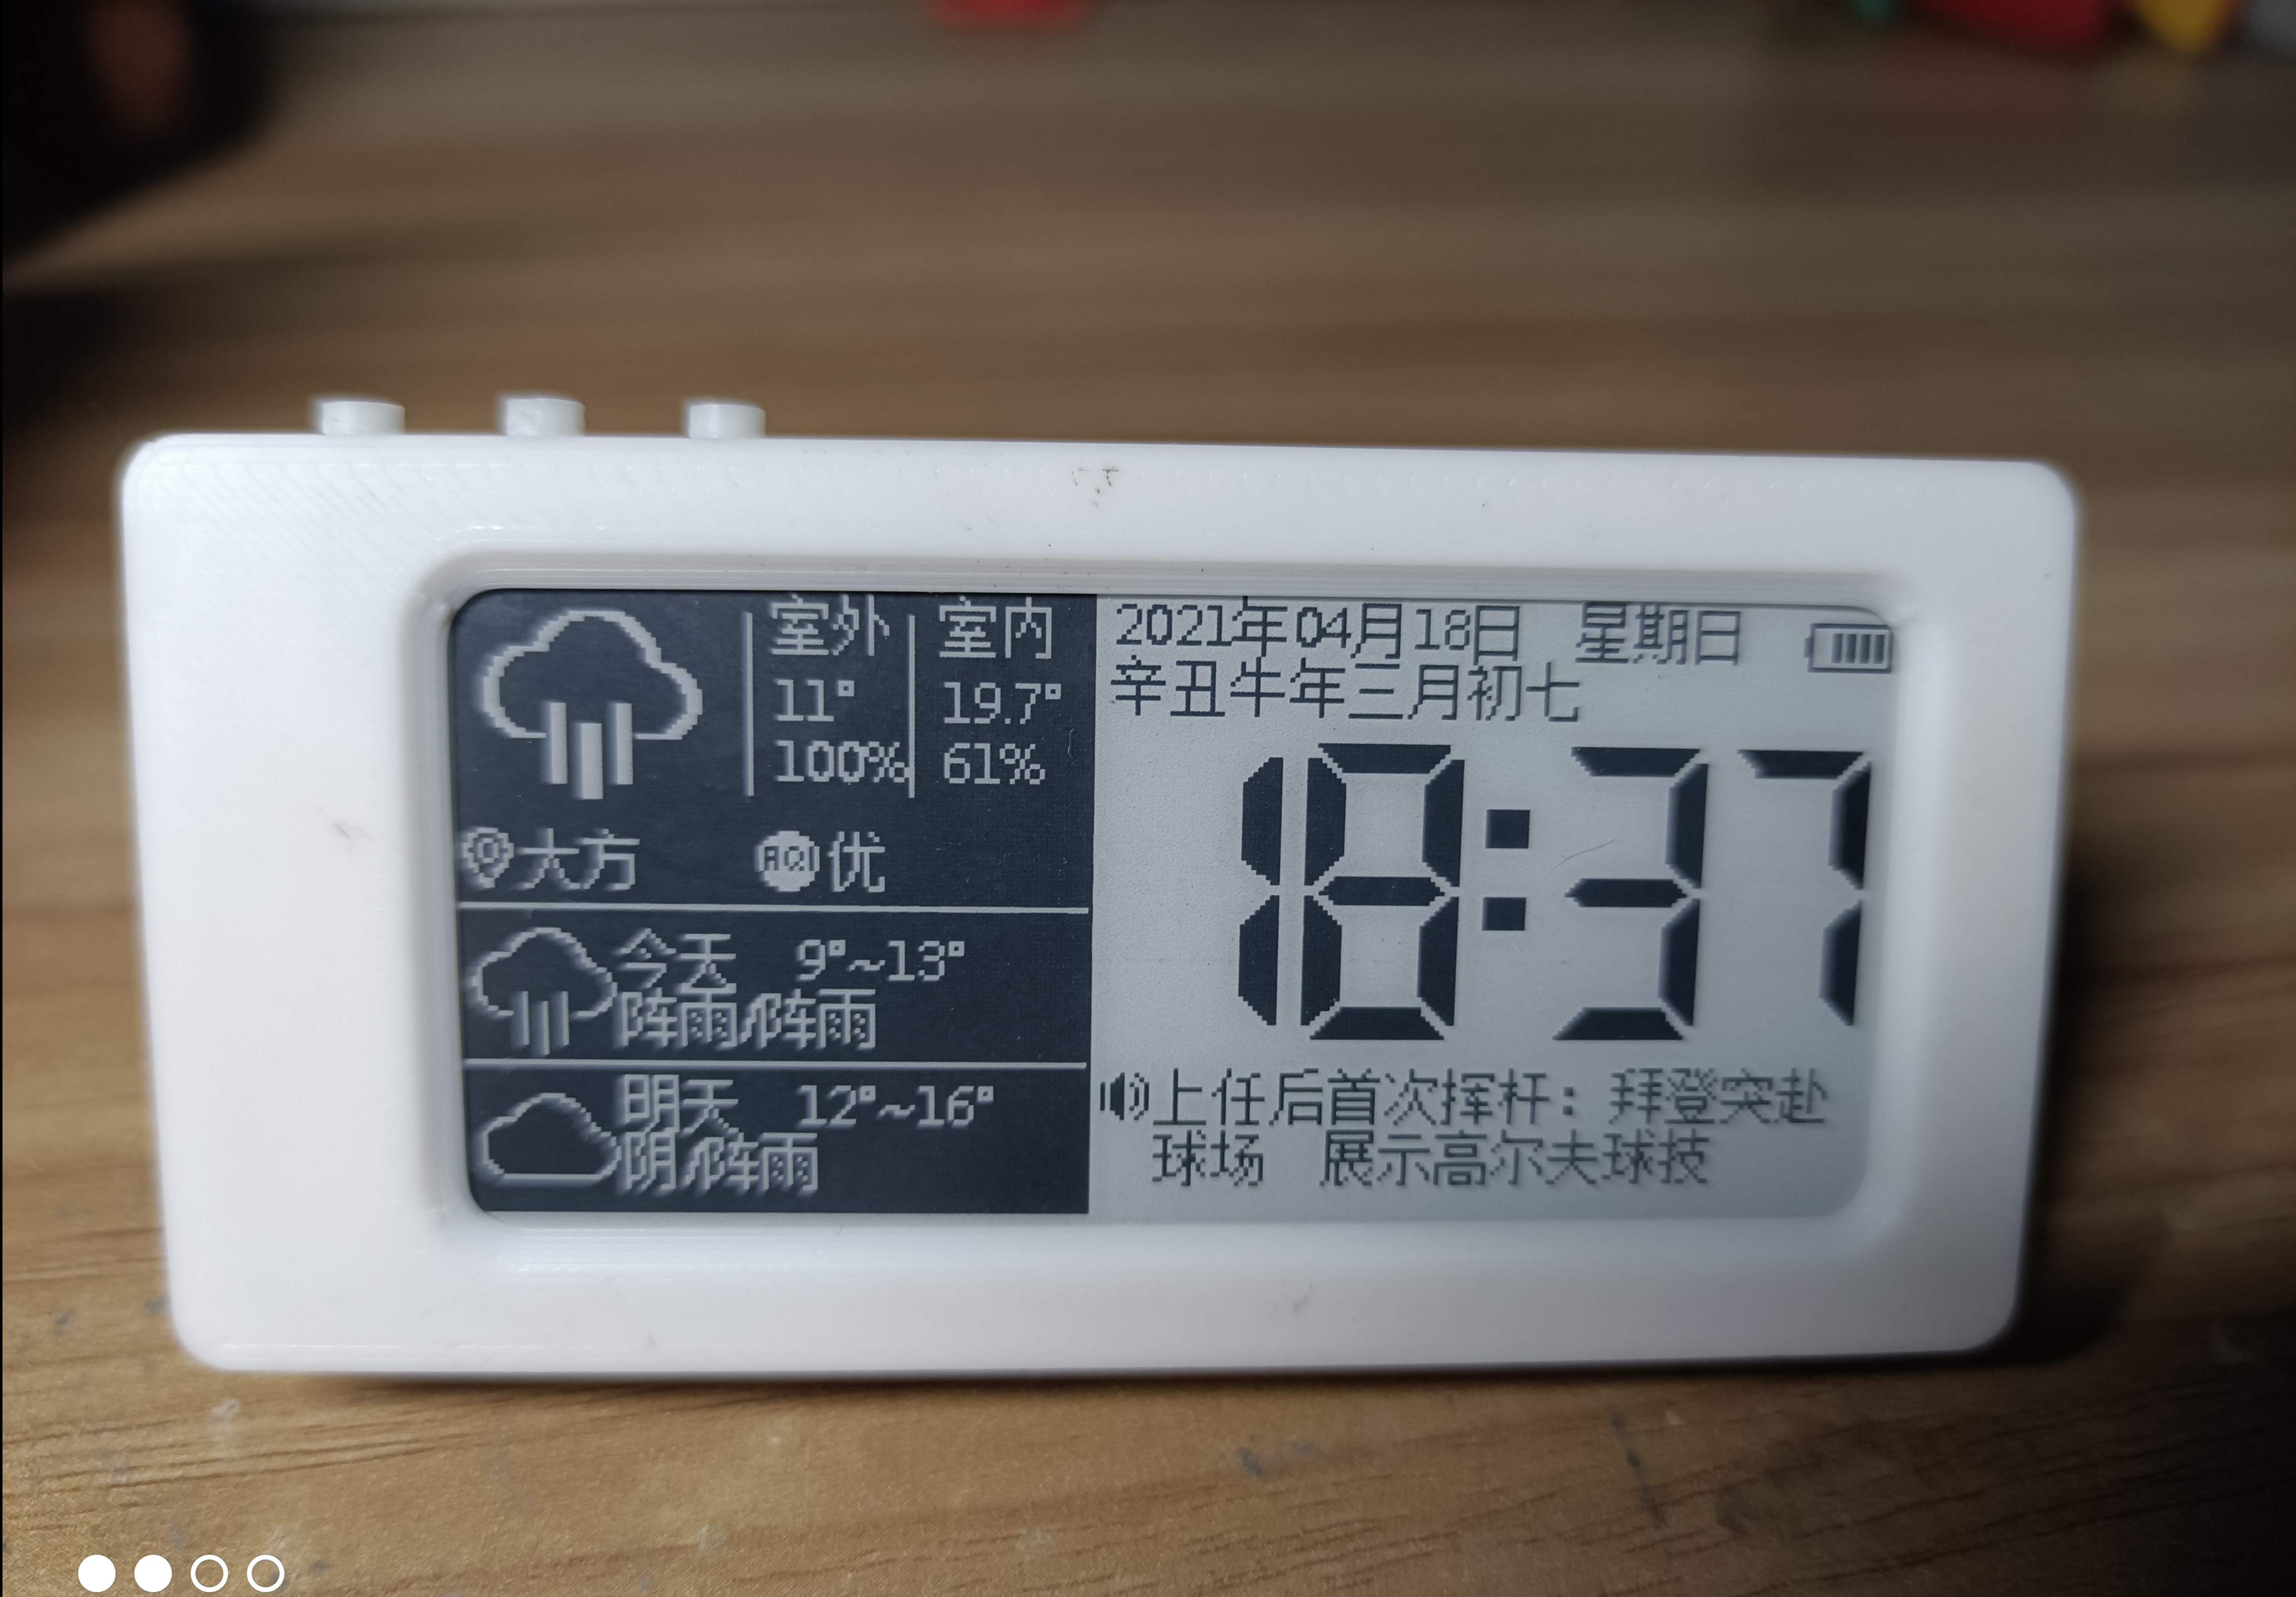 室外 室内
11° 19.7°
100% 61%
大方 AQI 优
今天 9°~13°
阵雨/阵雨
明天 12°~16°
阴/阵雨
2021年04月18日 星期日
辛丑牛年三月初七
18:37
上任后首次挥杆：拜登突赴
球场 展示高尔夫球技